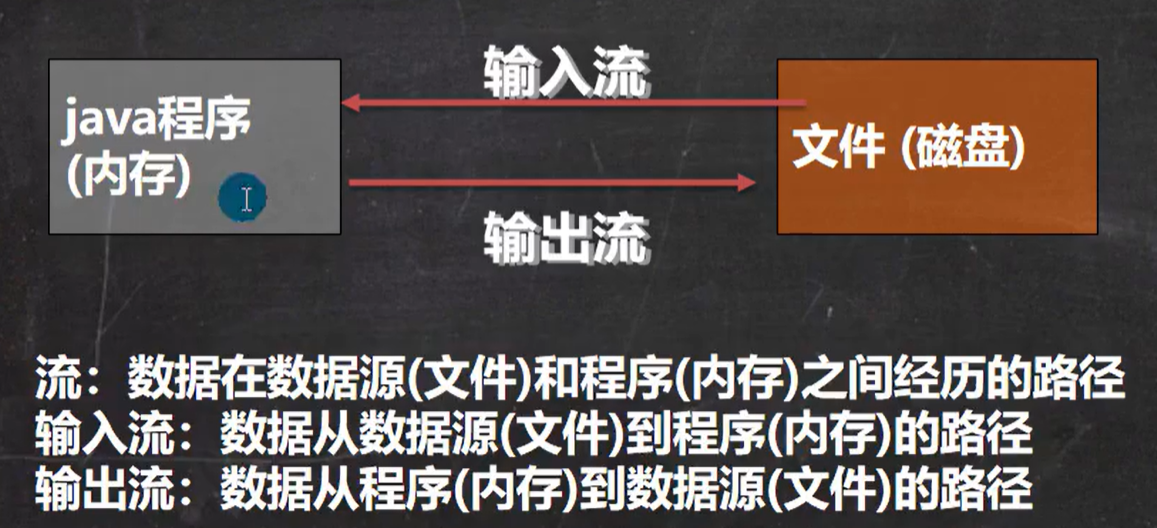 输入流
java程序
(内存)
文件 (磁盘)
输出流
流：数据在数据源(文件)和程序(内存)之间经历的路径
输入流：数据从数据源(文件)到程序(内存)的路径
输出流：数据从程序(内存)到数据源(文件)的路径